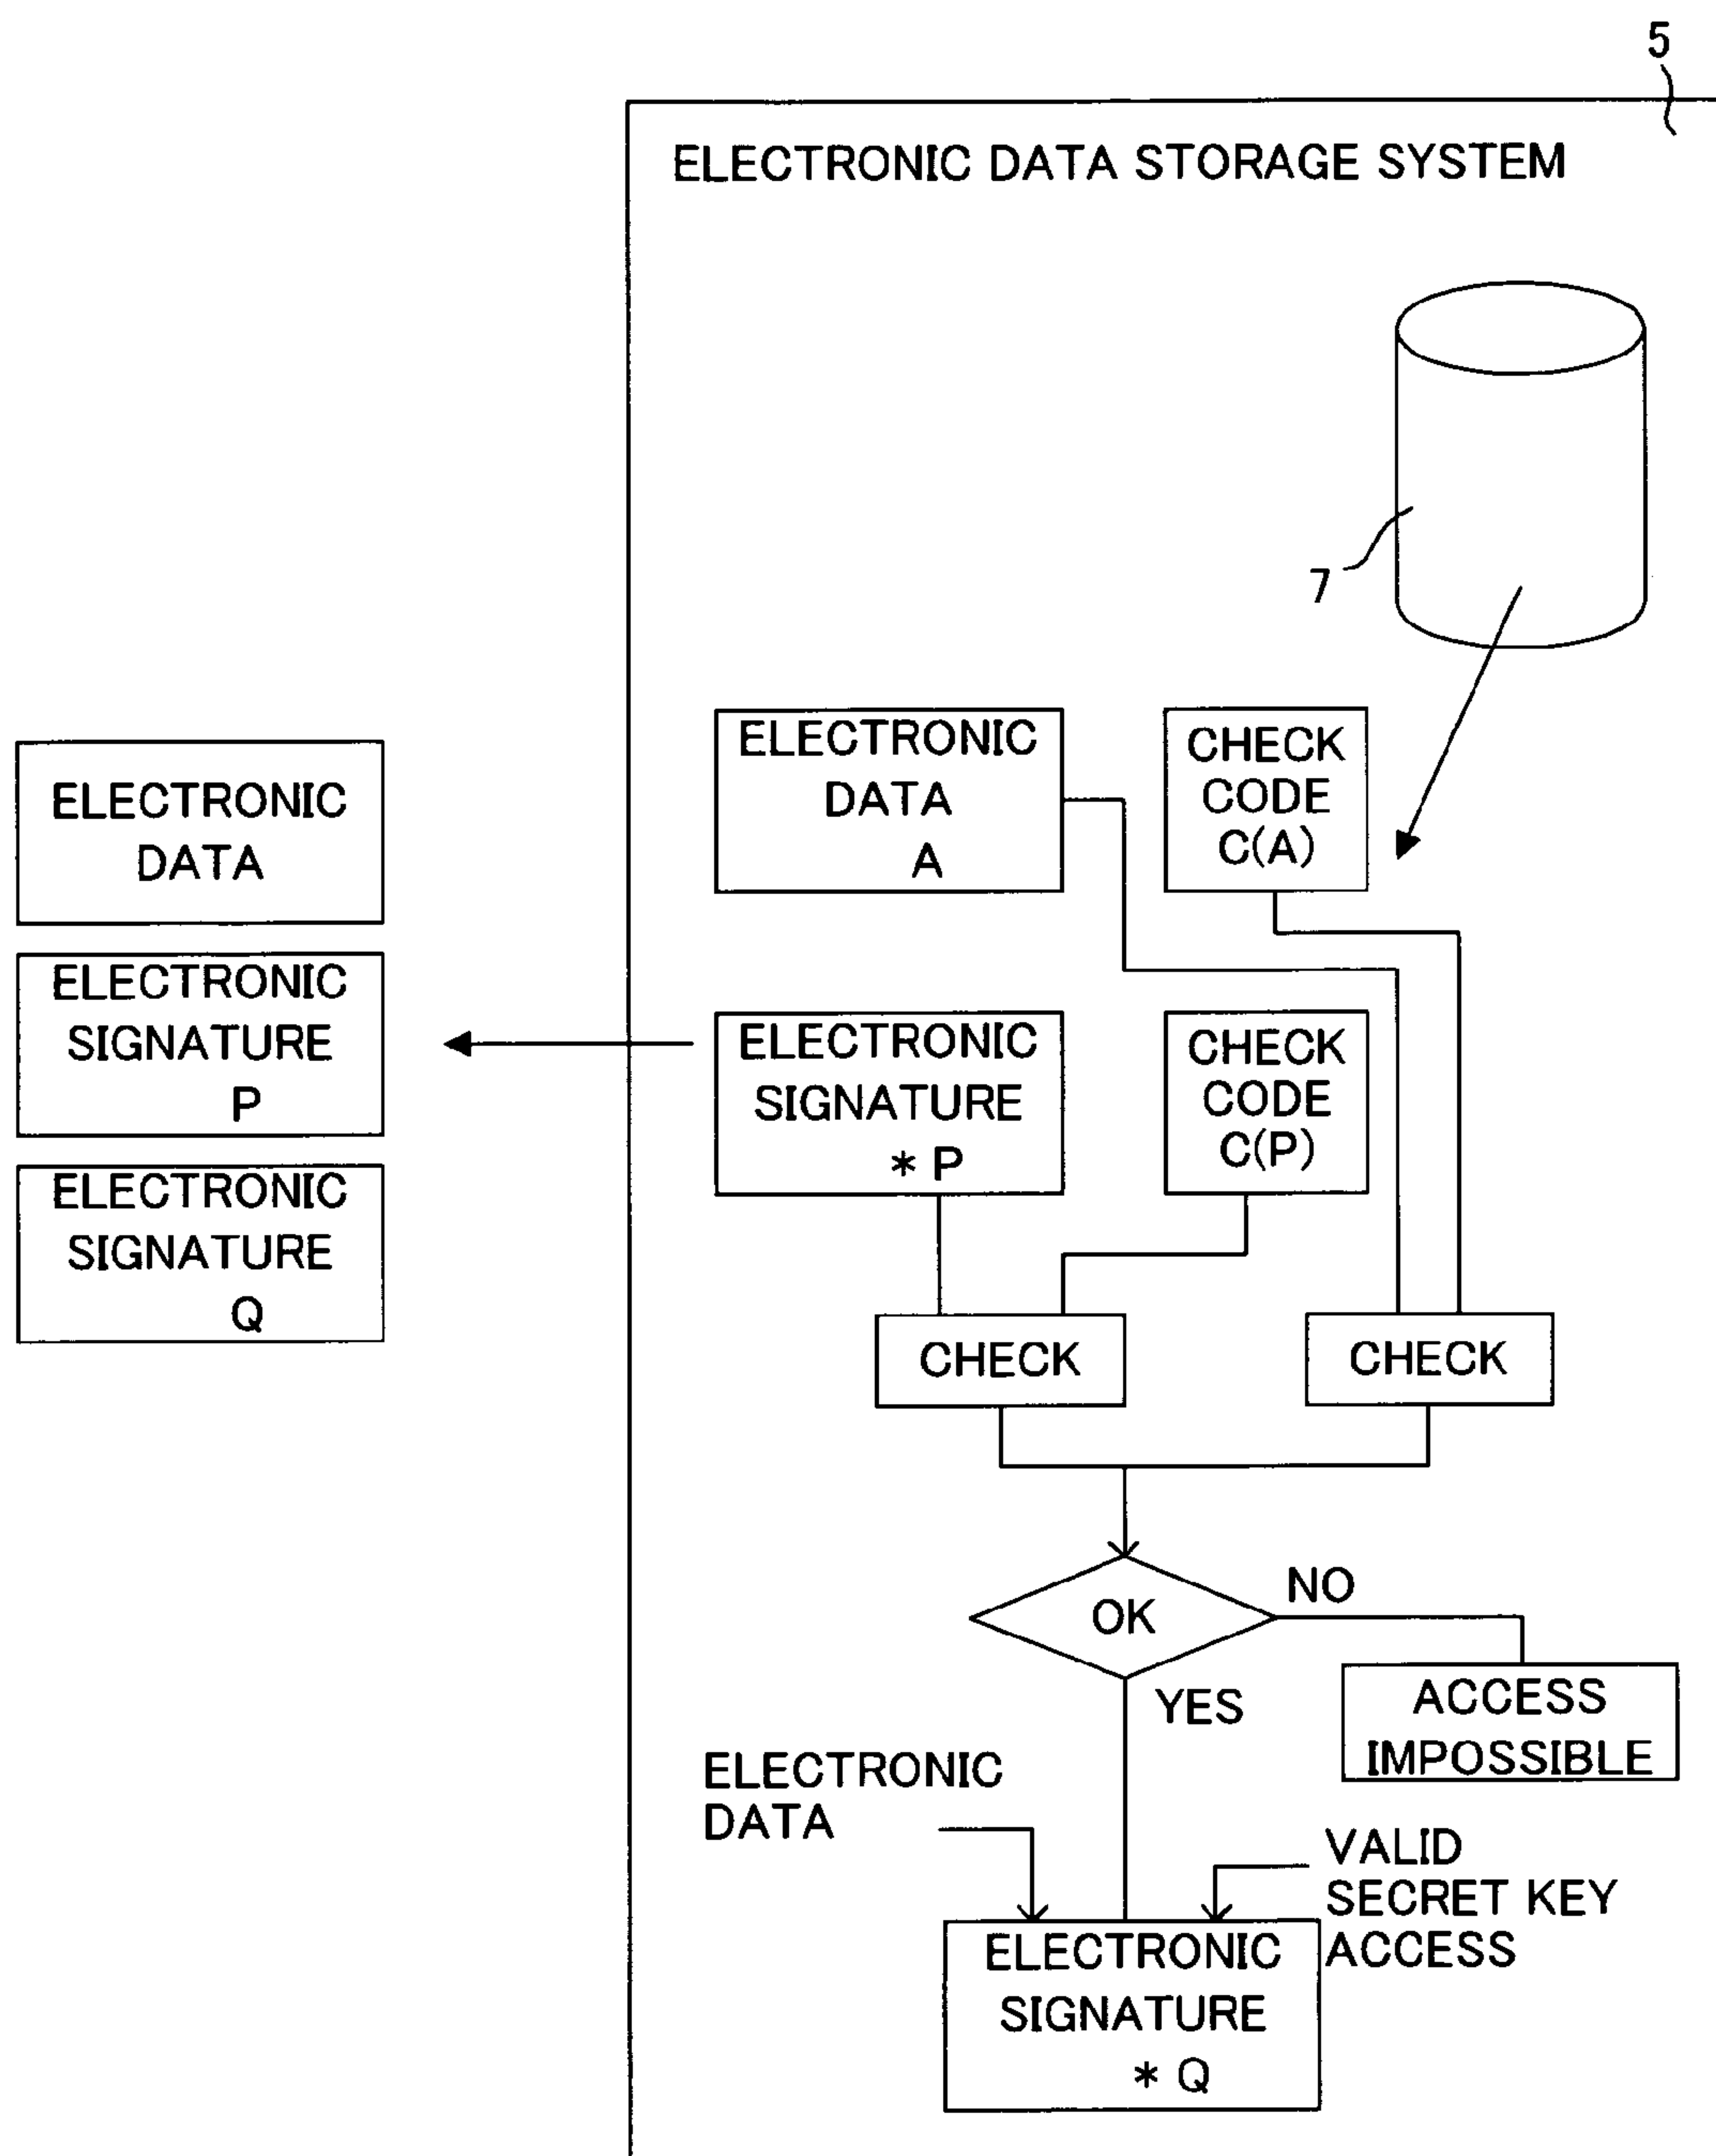 5
ELECTRONIC DATA STORAGE SYSTEM
7
ELECTRONIC
DATA
ELECTRONIC
SIGNATURE
P
ELECTRONIC
SIGNATURE
Q
ELECTRONIC
DATA
A
CHECK
CODE
C(A)
ELECTRONIC
SIGNATURE
* P
CHECK
CODE
C(P)
CHECK
CHECK
OK
NO
YES
ACCESS
IMPOSSIBLE
ELECTRONIC
DATA
VALID
SECRET KEY
ACCESS
ELECTRONIC
SIGNATURE
* Q